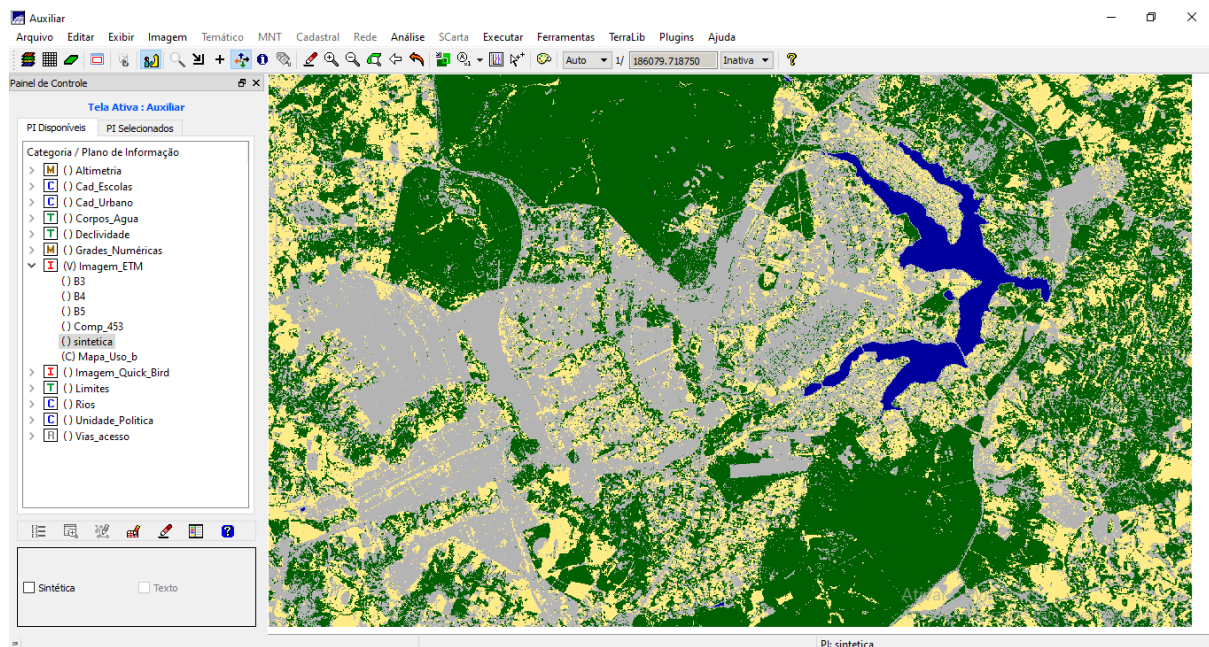 Auxiliar
Arquivo Editar Exibir Imagem Temático MNT Cadastral Rede Análise SCarta Executar Ferramentas TerraLib Plugins Ajuda
Auto 1/ 186079.718750 Inativa
Painel de Controle
Tela Ativa : Auxiliar
PI Disponíveis PI Selecionados
Categoria / Plano de Informação
M () Altimetria
C () Cad_Escolas
C () Cad_Urbano
T () Corpos_Agua
T () Declividade
M () Grades_Numéricas
I (V) Imagem_ETM
() B3
() B4
() B5
() Comp_453
() sintetica
(C) Mapa_Uso_b
I () Imagem_Quick_Bird
T () Limites
C () Rios
C () Unidade_Politica
R () Vias_acesso
Sintética Texto
PI: sintetica